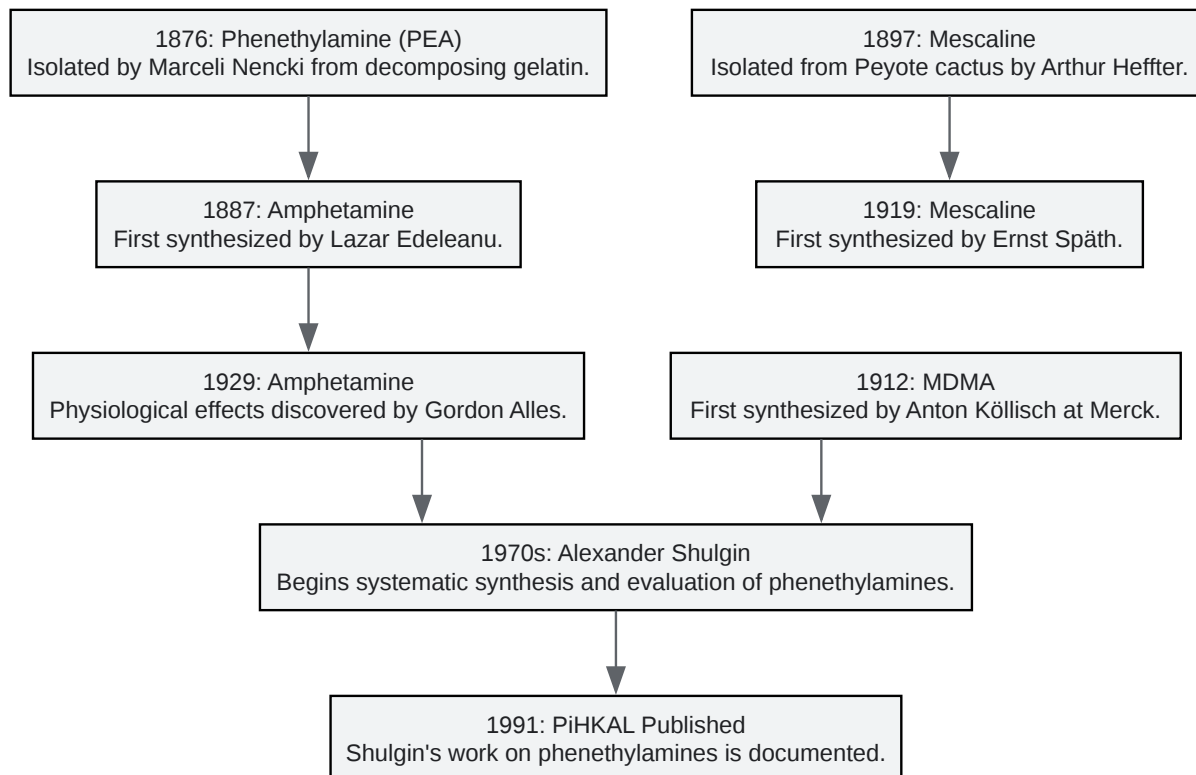 1876: Phenethylamine (PEA)
Isolated by Marceli Nencki from decomposing gelatin.
1897: Mescaline
Isolated from Peyote cactus by Arthur Heffter.
1887: Amphetamine
First synthesized by Lazar Edeleanu.
1919: Mescaline
First synthesized by Ernst Späth.
1929: Amphetamine
Physiological effects discovered by Gordon Alles.
1912: MDMA
First synthesized by Anton Köllisch at Merck.
1970s: Alexander Shulgin
Begins systematic synthesis and evaluation of phenethylamines.
1991: PiHKAL Published
Shulgin's work on phenethylamines is documented.